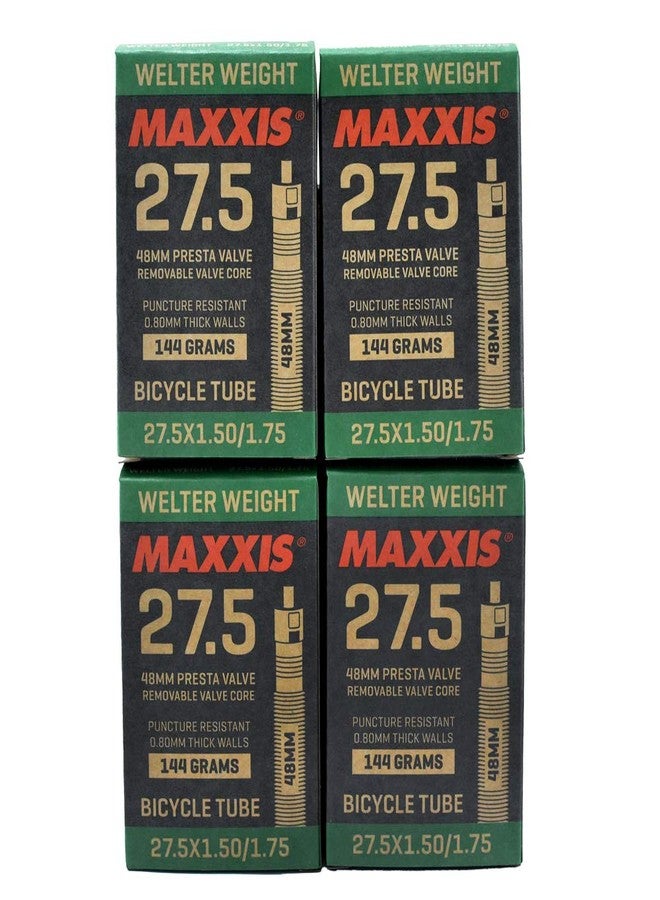 WELTER WEIGHT
MAXXIS®
27.5
48MM PRESTA VALVE
REMOVABLE VALVE CORE
PUNCTURE RESISTANT
0.80MM THICK WALLS
144 GRAMS
48MM
BICYCLE TUBE
27.5X1.50/1.75
WELTER WEIGHT
MAXXIS®
27.5
48MM PRESTA VALVE
REMOVABLE VALVE CORE
PUNCTURE RESISTANT
0.80MM THICK WALLS
144 GRAMS
48MM
BICYCLE TUBE
27.5X1.50/1.75
WELTER WEIGHT
MAXXIS®
27.5
48MM PRESTA VALVE
REMOVABLE VALVE CORE
PUNCTURE RESISTANT
0.80MM THICK WALLS
144 GRAMS
48MM
BICYCLE TUBE
27.5X1.50/1.75
WELTER WEIGHT
MAXXIS®
27.5
48MM PRESTA VALVE
REMOVABLE VALVE CORE
PUNCTURE RESISTANT
0.80MM THICK WALLS
144 GRAMS
48MM
BICYCLE TUBE
27.5X1.50/1.75